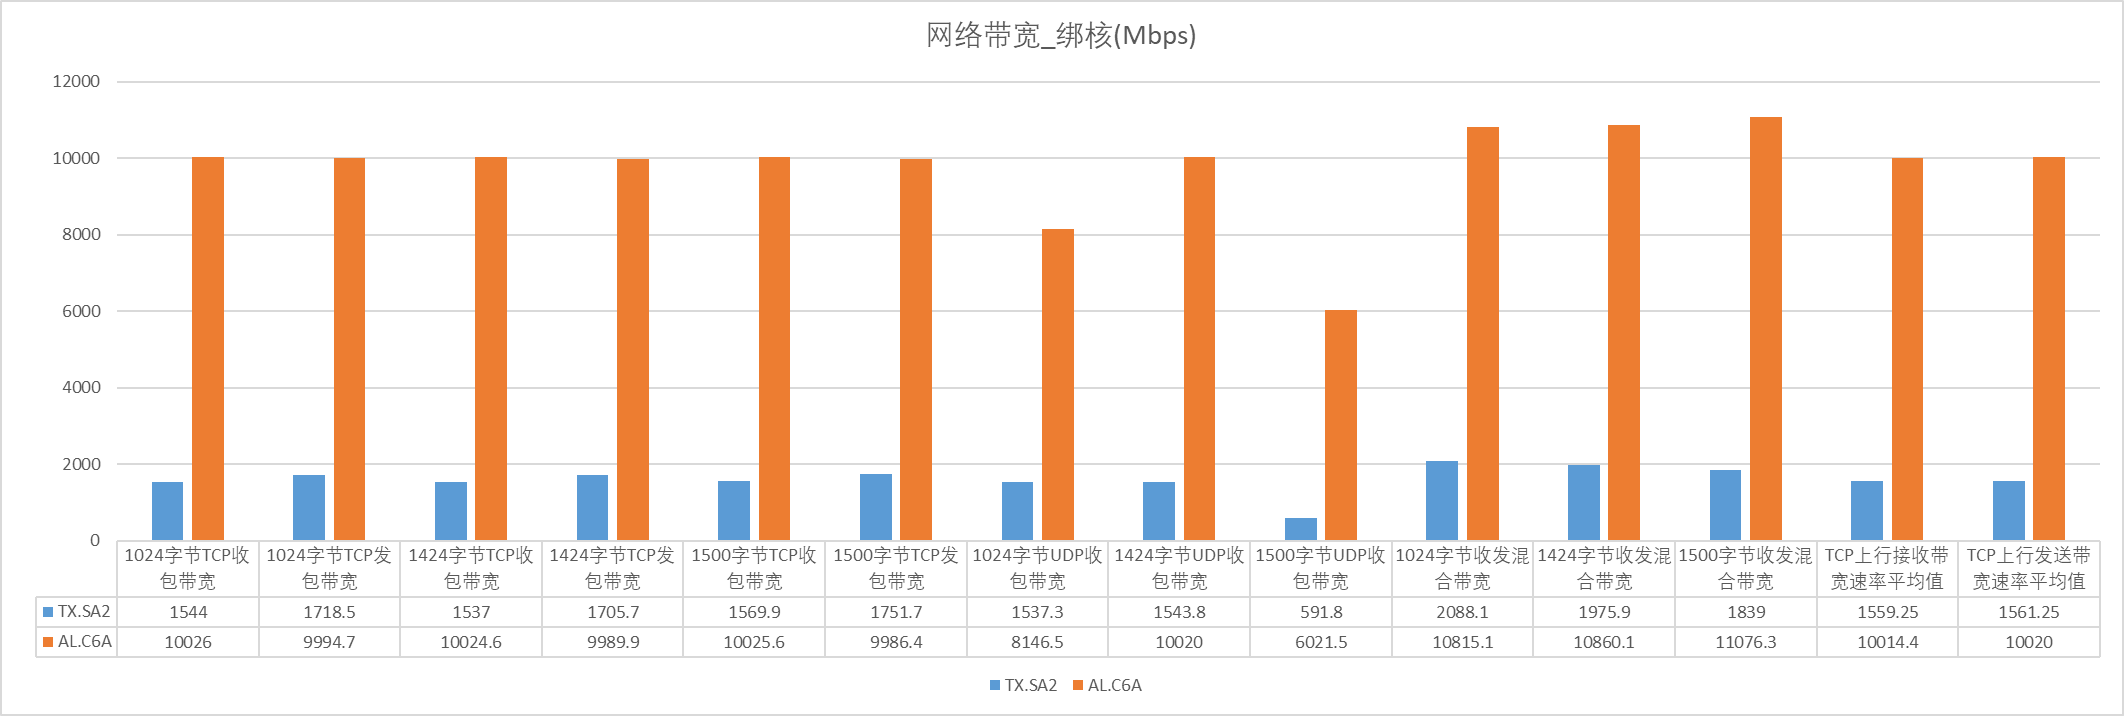 网络带宽_绑核(Mbps)
12000
10000
8000
6000
4000
2000
0
1024字节TCP收包带宽
1024字节TCP发包带宽
1424字节TCP收包带宽
1424字节TCP发包带宽
1500字节TCP收包带宽
1500字节TCP发包带宽
1024字节UDP收包带宽
1424字节UDP收包带宽
1500字节UDP收包带宽
1024字节收发混合带宽
1424字节收发混合带宽
1500字节收发混合带宽
TCP上行接收带宽速率平均值
TCP上行发送带宽速率平均值
TX.SA2 1544 1718.5 1537 1705.7 1569.9 1751.7 1537.3 1543.8 591.8 2088.1 1975.9 1839 1559.25 1561.25
AL.C6A 10026 9994.7 10024.6 9989.9 10025.6 9986.4 8146.5 10020 6021.5 10815.1 10860.1 11076.3 10014.4 10020
TX.SA2 AL.C6A